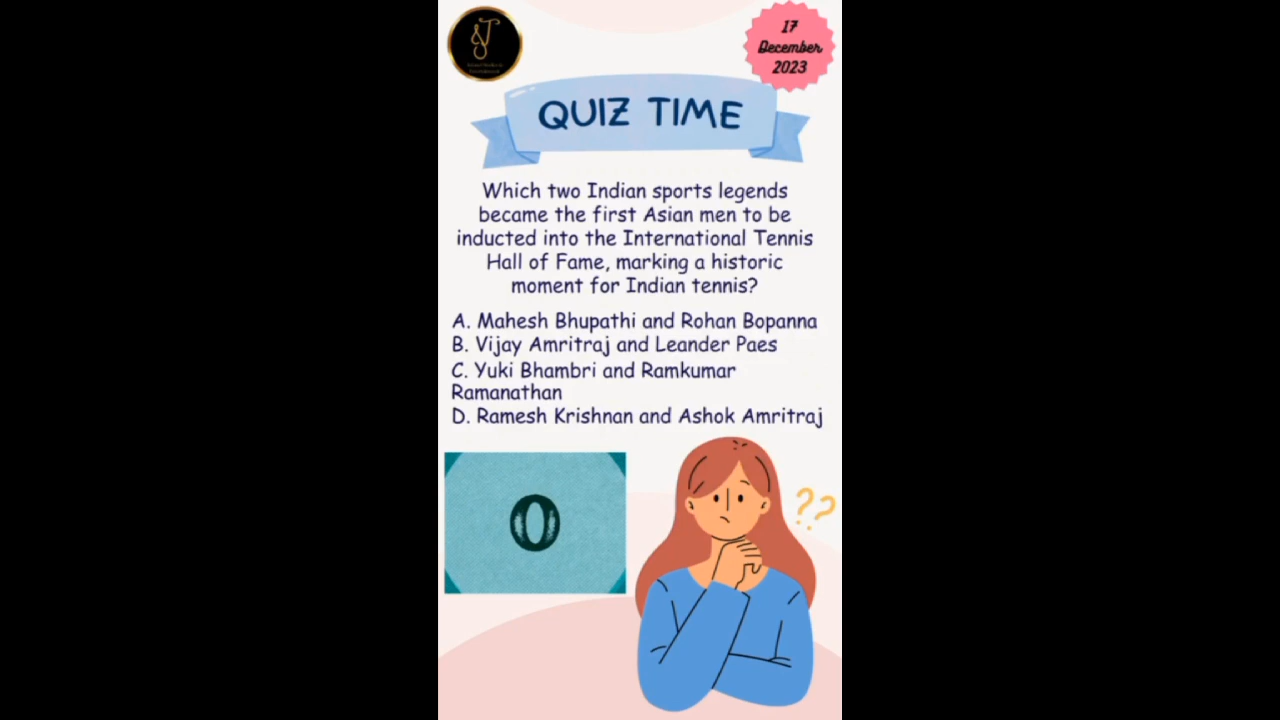 17
December
2023
QUIZ TIME
Which two Indian sports legends
became the first Asian men to be
inducted into the International Tennis
Hall of Fame, marking a historic
moment for Indian tennis?
A. Mahesh Bhupathi and Rohan Bopanna
B. Vijay Amritraj and Leander Paes
C. Yuki Bhambri and Ramkumar
Ramanathan
D. Ramesh Krishnan and Ashok Amritraj
0
??